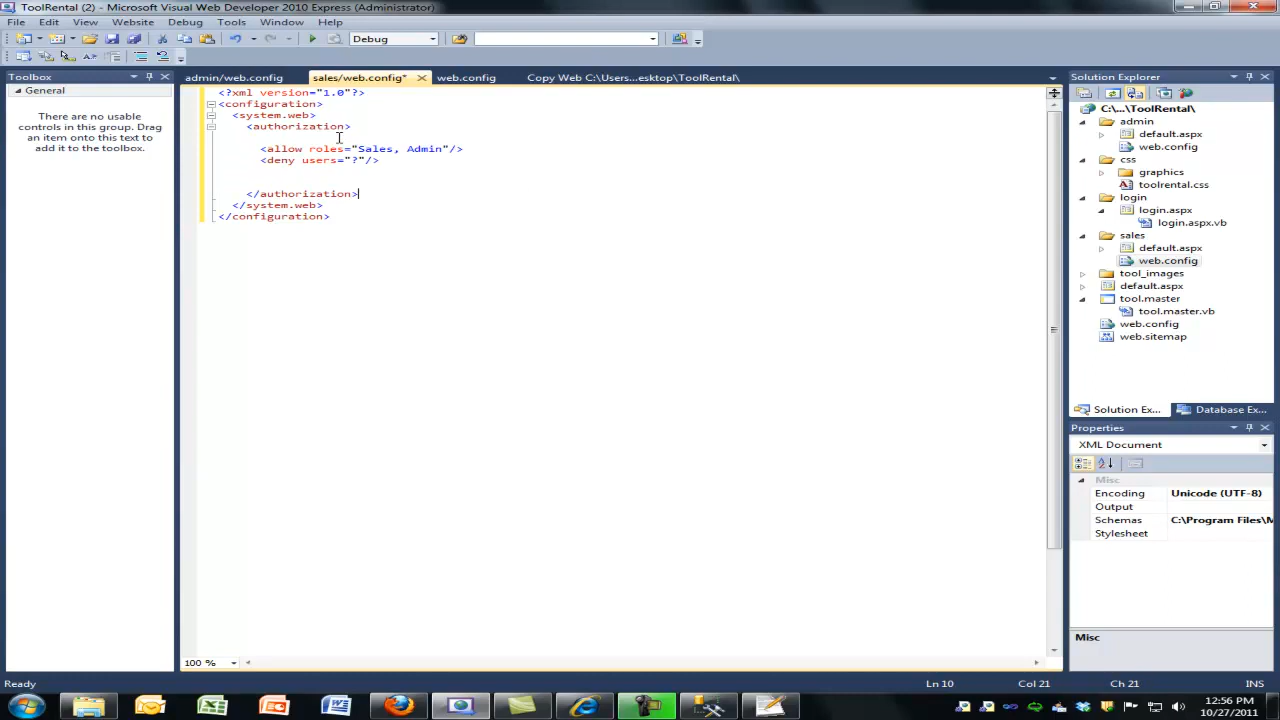 ToolRental (2) - Microsoft Visual Web Developer 2010 Express (Administrator)
File Edit View Website Debug Tools Window Help
Debug
Toolbox
General
There are no usable
controls in this group. Drag
an item onto this text to
add it to the toolbox.
admin/web.config sales/web.config* web.config Copy Web C:\Users...esktop\ToolRental\
<?xml version="1.0"?>
<configuration>
<system.web>
<authorization>
<allow roles="Sales, Admin"/>
<deny users="?"/>
</authorization>
</system.web>
</configuration>
100 %
Solution Explorer
C:\...\ToolRental\
admin
default.aspx
web.config
css
graphics
toolrental.css
login
login.aspx
login.aspx.vb
sales
default.aspx
web.config
tool_images
default.aspx
tool.master
tool.master.vb
web.config
web.sitemap
Solution Ex... Database Ex...
Properties
XML Document
Misc
Encoding Unicode (UTF-8)
Output
Schemas C:\Program Files\M
Stylesheet
Misc
Ready Ln 10 Col 21 Ch 21 INS
12:56 PM
10/27/2011